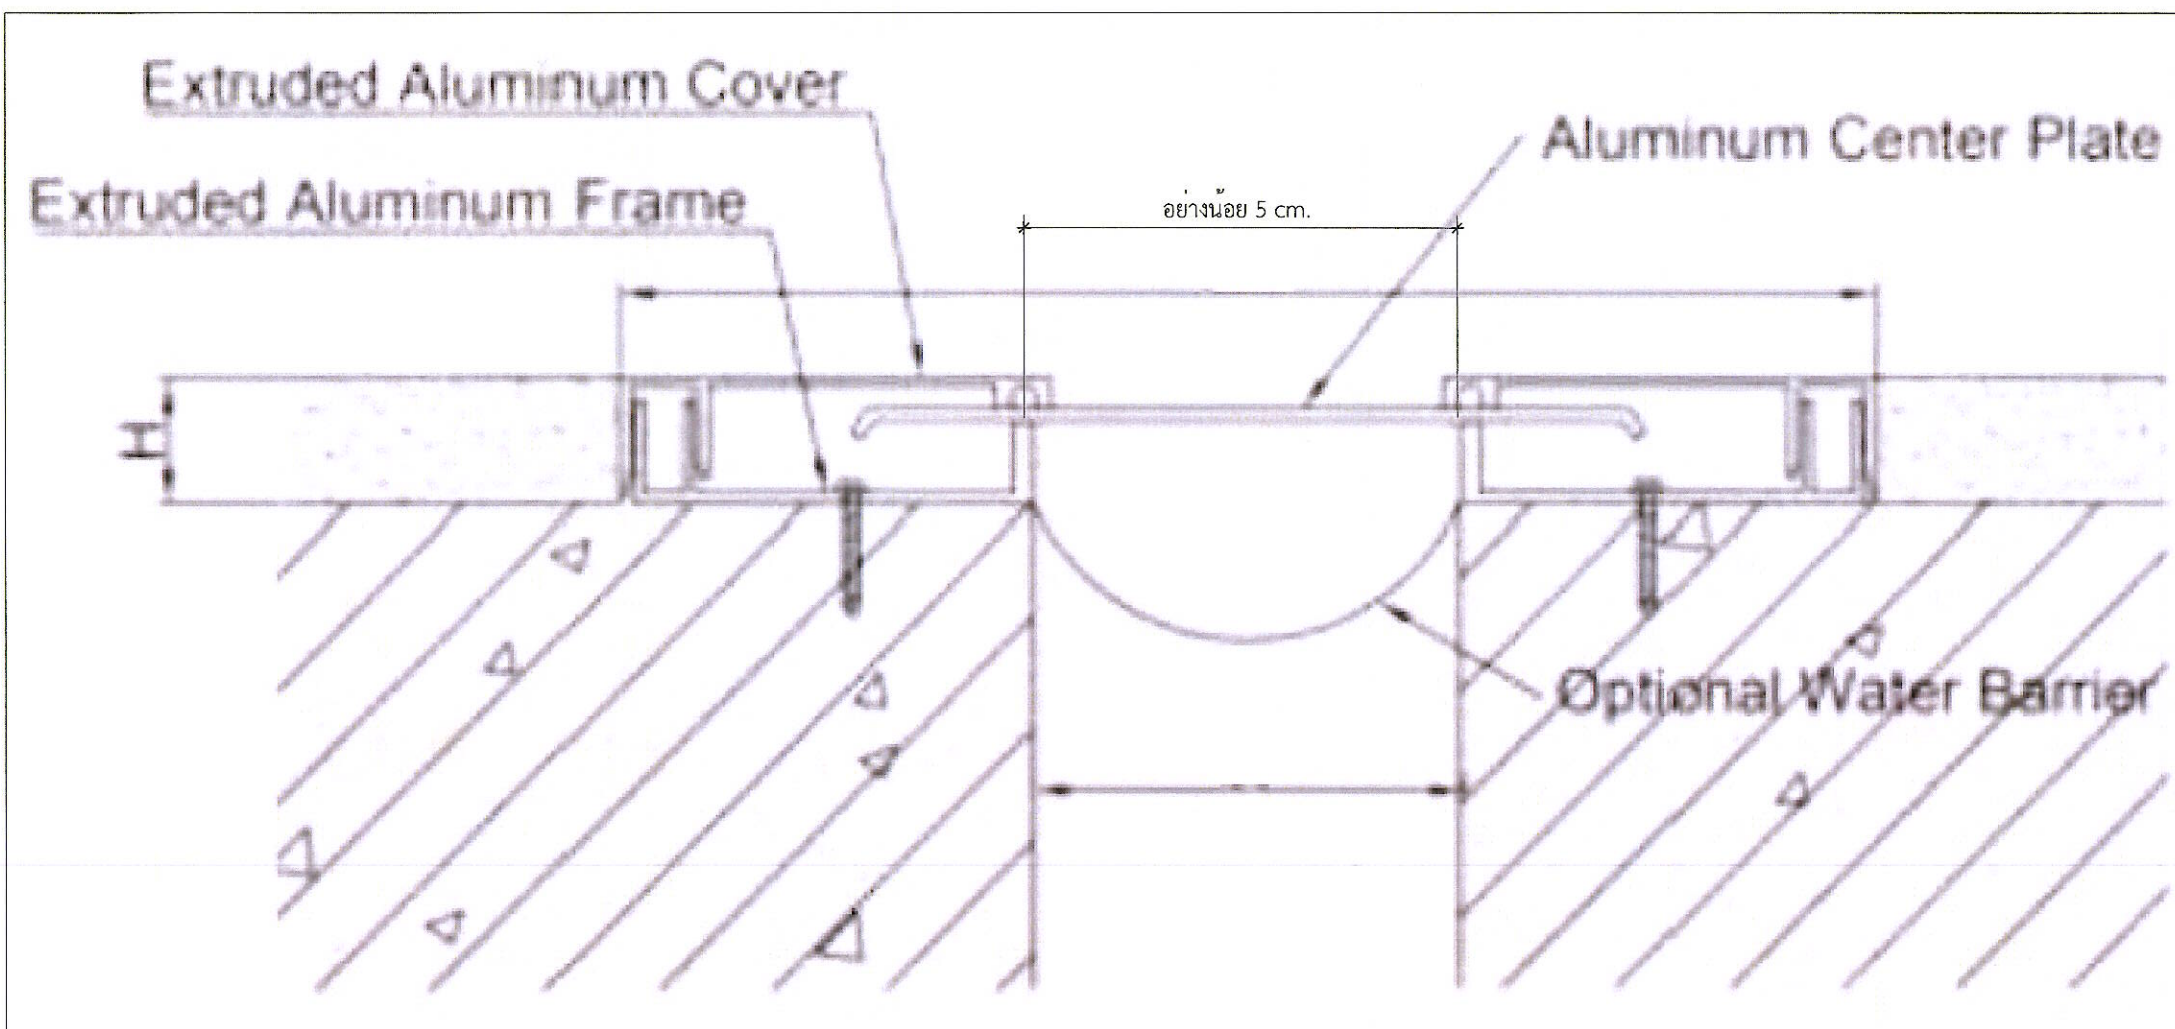 Extruded Aluminum Cover
Aluminum Center Plate
Extruded Aluminum Frame
อย่างน้อย 5 cm.
H
Optional Water Barrier